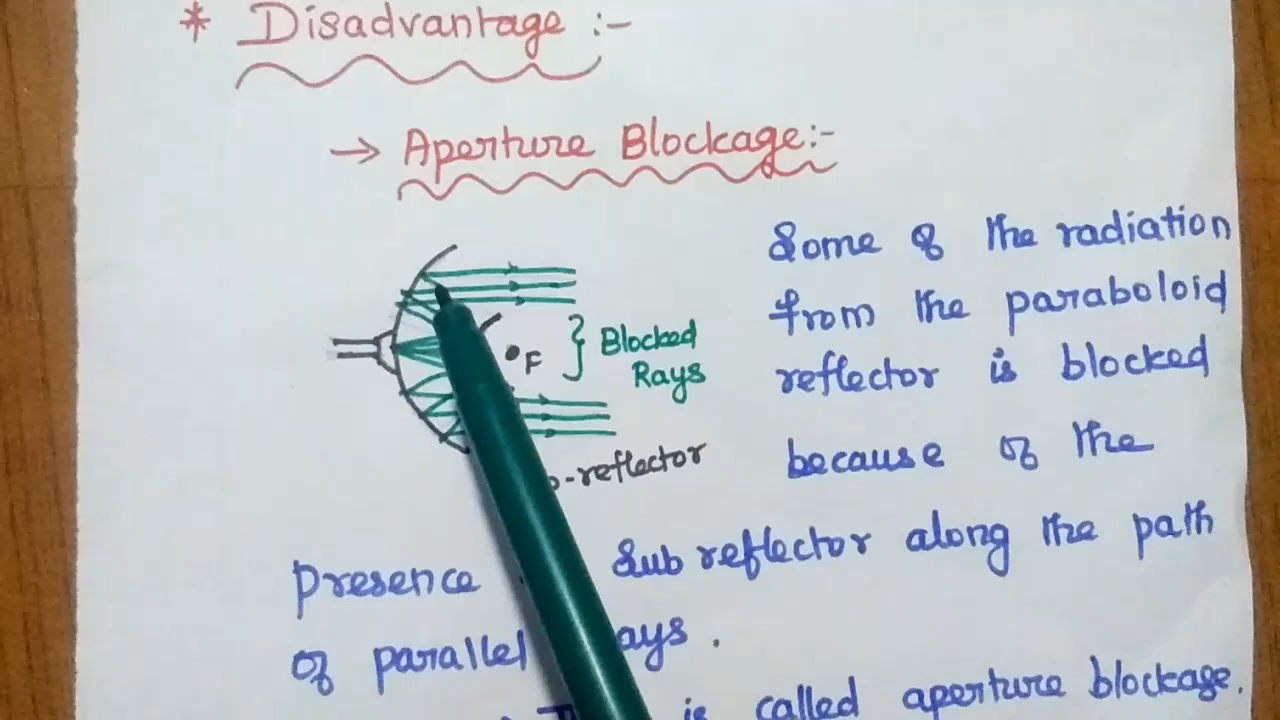 * Disadvantage :-
→ Aperture Blockage:-
Some of the radiation
from the paraboloid
reflector is blocked
because of the
F
Blocked
Rays
-reflector
presence sub reflector along the path
of parallel ays .
is called aperture blockage.